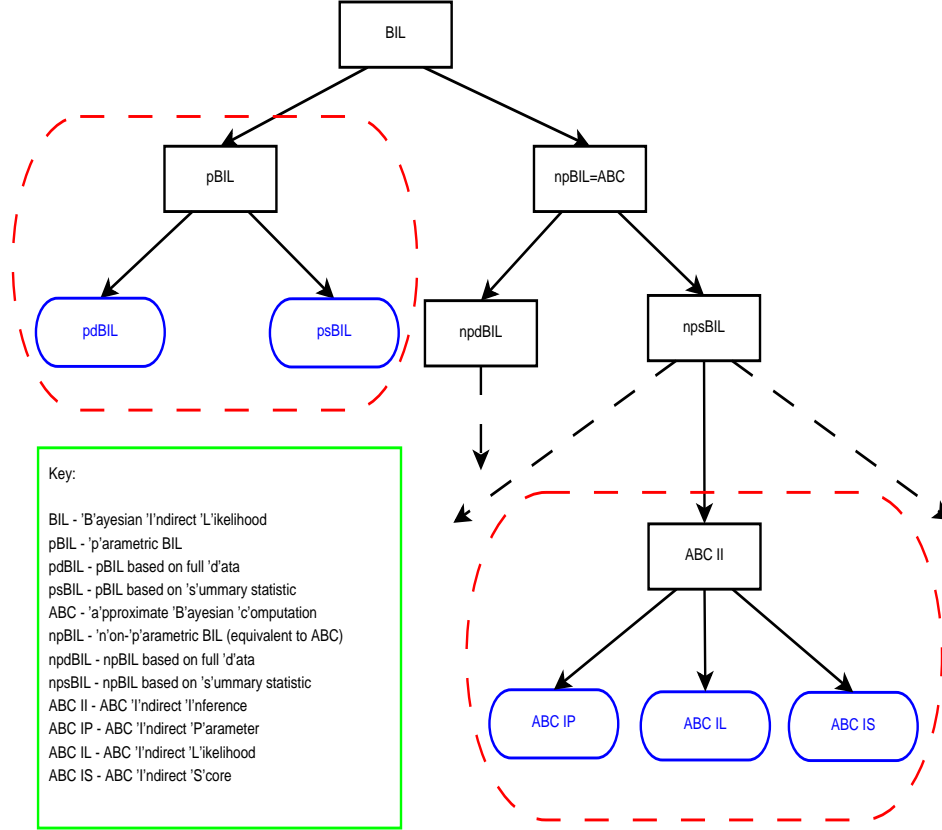 BIL
pBIL
npBIL=ABC
pdBIL
psBIL
npdBIL
npsBIL
ABC II
ABC IP
ABC IL
ABC IS
Key:
BIL - 'B'ayesian 'I'ndirect 'L'ikelihood
pBIL - 'p'arametric BIL
pdBIL - pBIL based on full 'd'ata
psBIL - pBIL based on 's'ummary statistic
ABC - 'a'pproximate 'B'ayesian 'c'omputation
npBIL - 'n'on-'p'arametric BIL (equivalent to ABC)
npdBIL - npBIL based on full 'd'ata
npsBIL - npBIL based on 's'ummary statistic
ABC II - ABC 'I'ndirect 'I'nference
ABC IP - ABC 'I'ndirect 'P'arameter
ABC IL - ABC 'I'ndirect 'L'ikelihood
ABC IS - ABC 'I'ndirect 'S'core